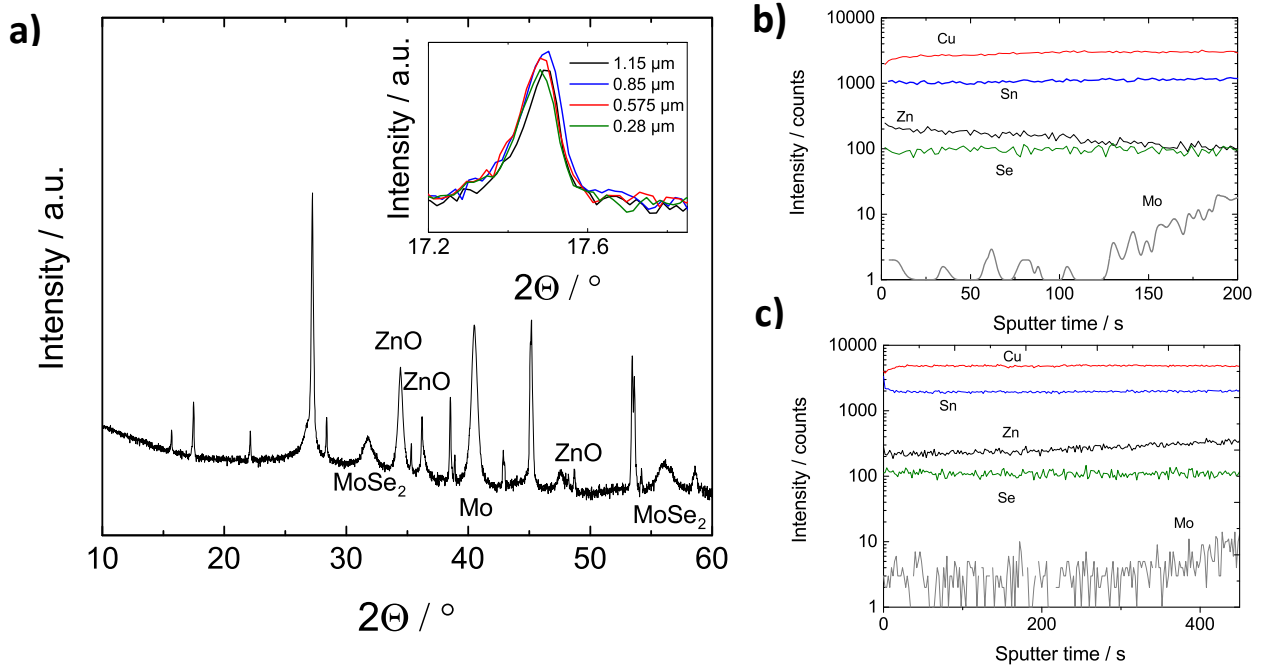 a)
Intensity / a.u.
Intensity / a.u.
1.15 µm
0.85 µm
0.575 µm
0.28 µm
17.2
17.6
2Θ / °
ZnO
ZnO
ZnO
MoSe2
Mo
MoSe2
10
20
30
40
50
60
2Θ / °
b)
Intensity / counts
10000
1000
100
10
1
Cu
Sn
Zn
Se
Mo
0
50
100
150
200
Sputter time / s
c)
Intensity / counts
10000
1000
100
10
1
Cu
Sn
Zn
Se
Mo
0
200
400
Sputter time / s